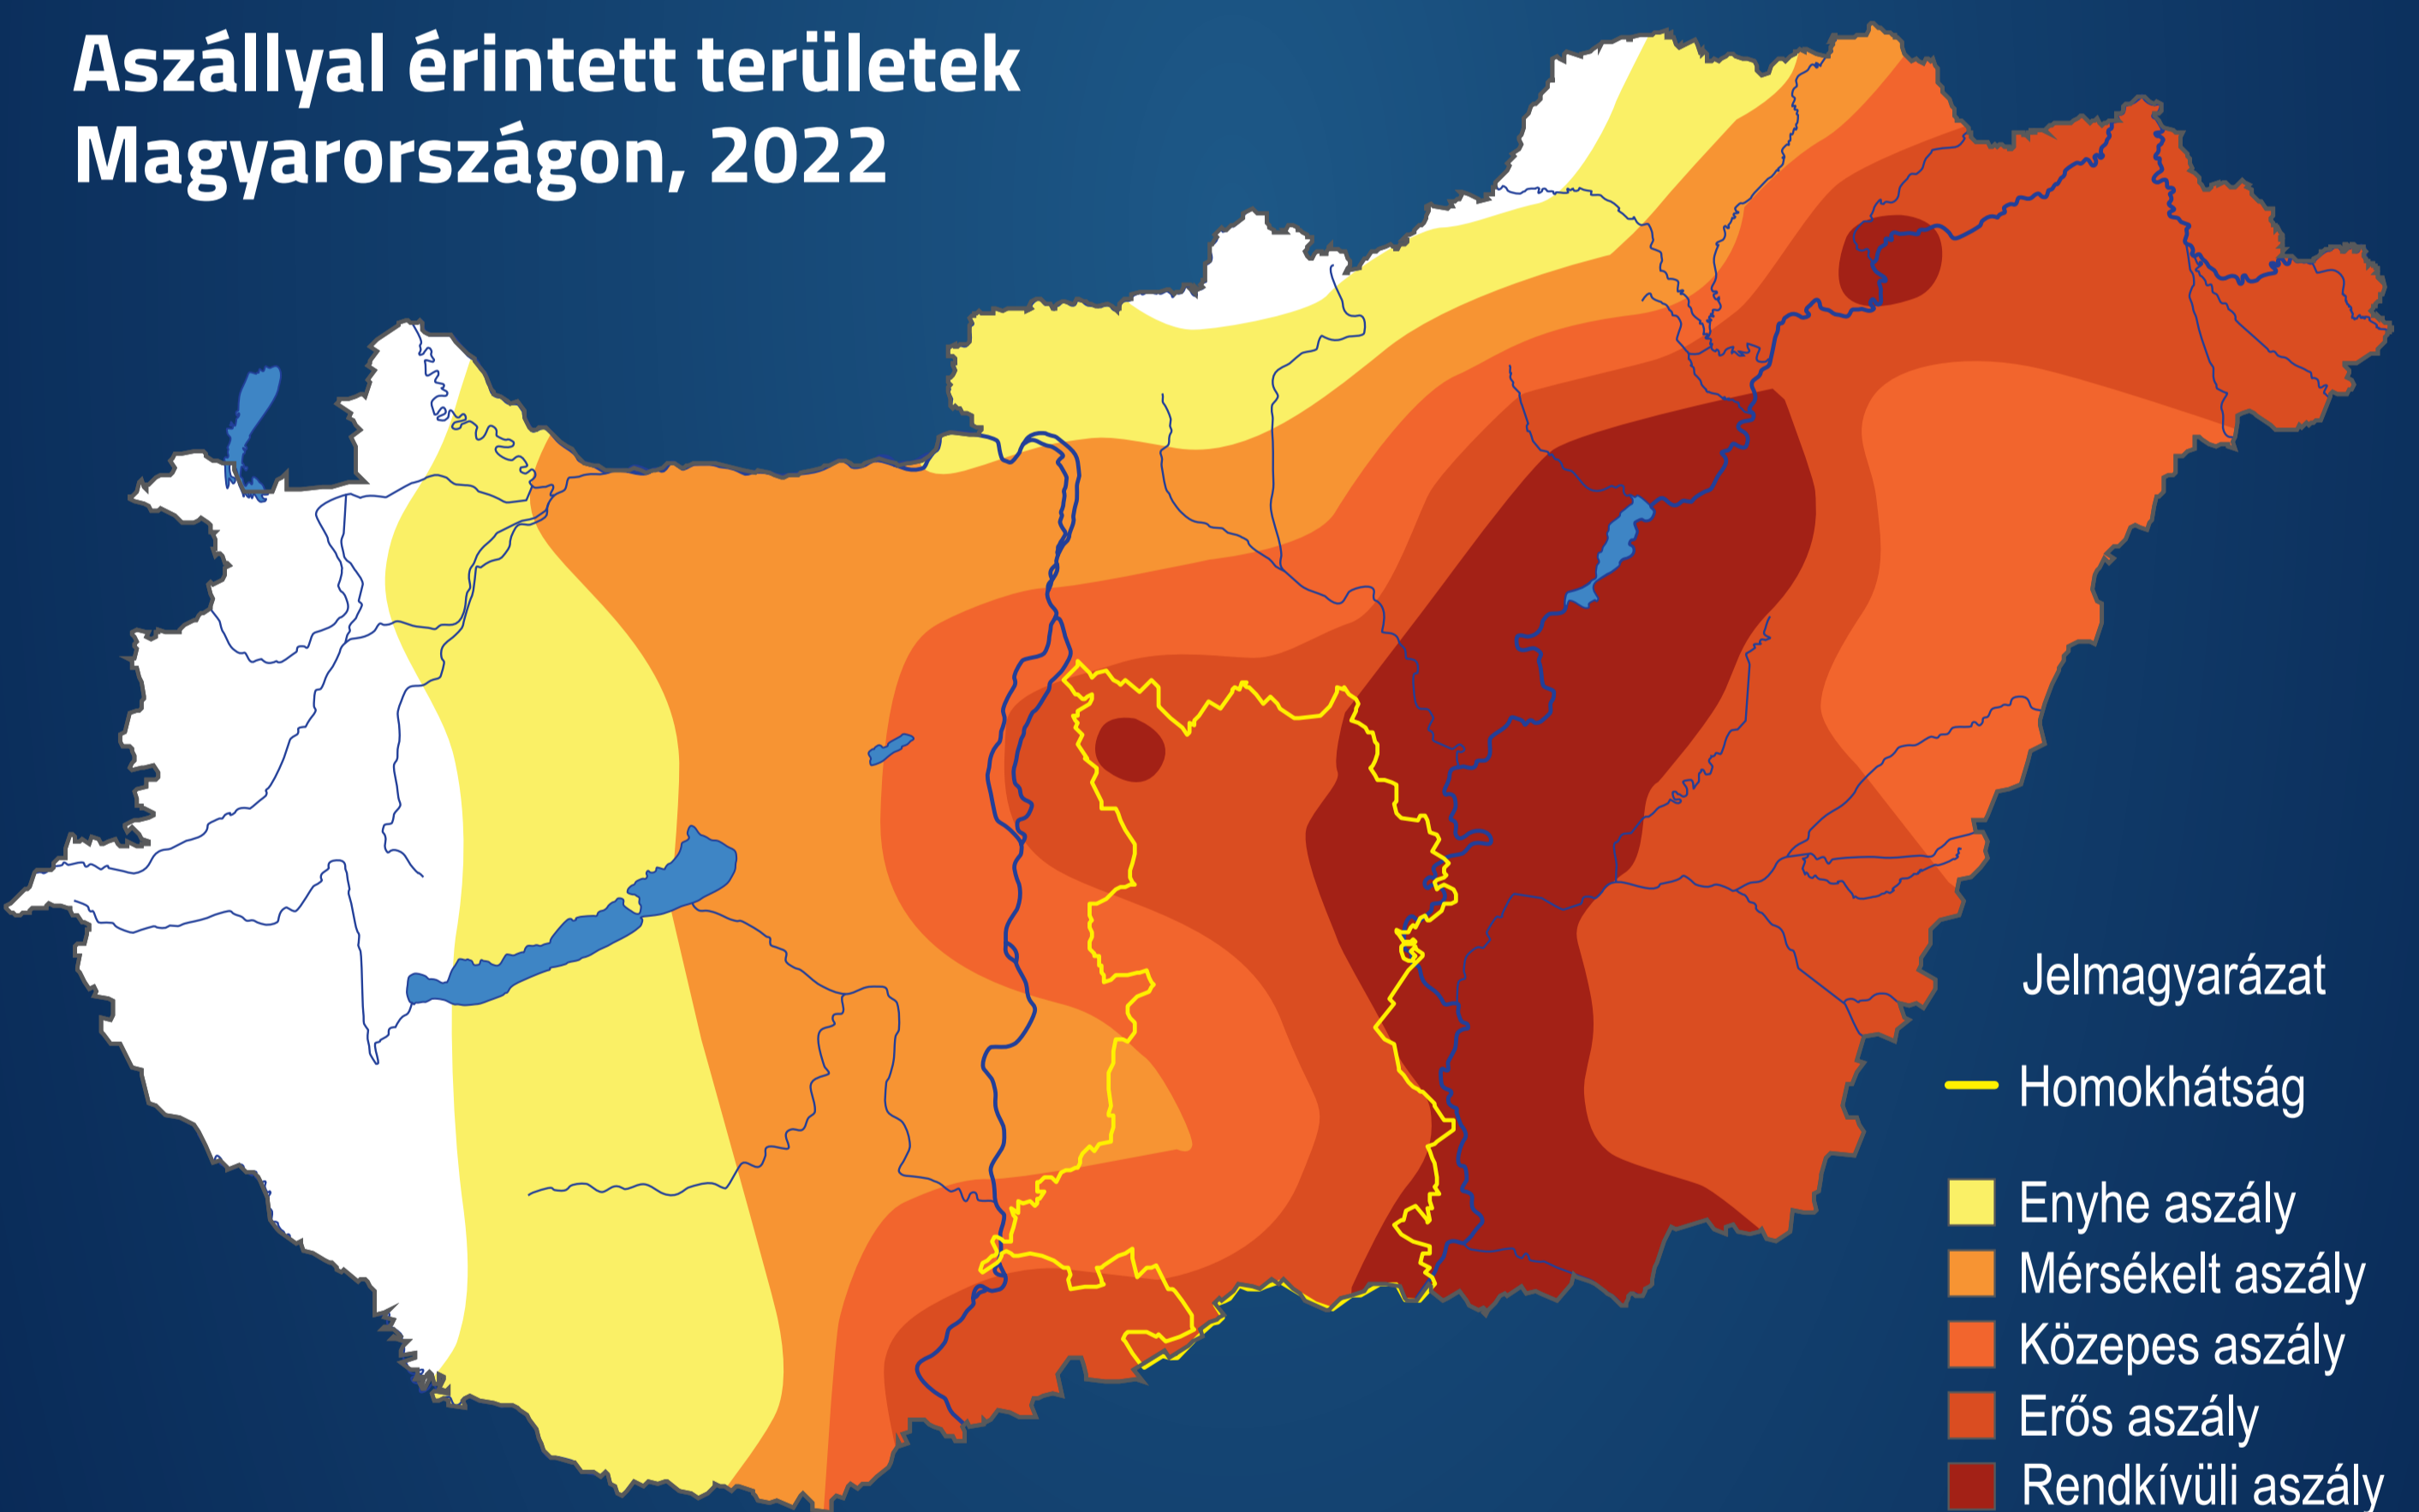 Aszállyal érintett területek
Magyarországon, 2022
Jelmagyarázat
Homokhátság
Enyhe aszály
Mérsékelt aszály
Közepes aszály
Erős aszály
Rendkívüli aszály